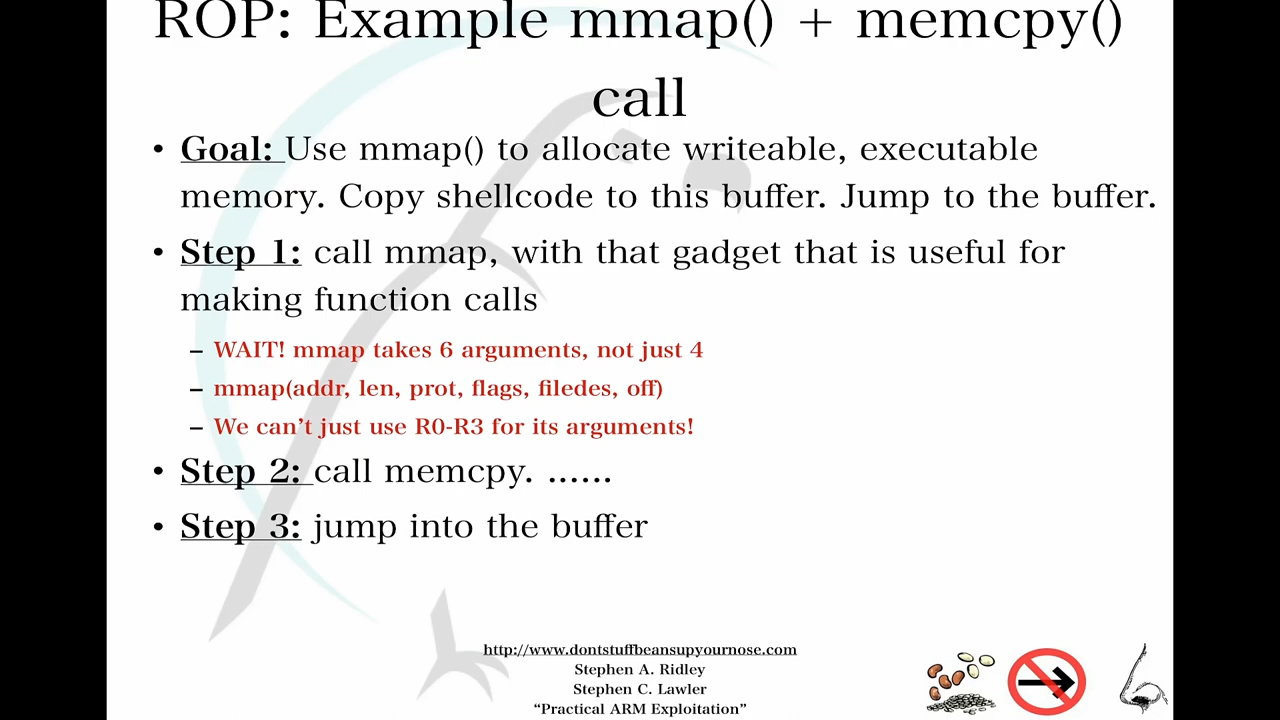 ROP: Example mmap() + memcpy()
call
• Goal: Use mmap() to allocate writeable, executable
memory. Copy shellcode to this buffer. Jump to the buffer.
• Step 1: call mmap, with that gadget that is useful for
making function calls
– WAIT! mmap takes 6 arguments, not just 4
– mmap(addr, len, prot, flags, filedes, off)
– We can’t just use R0-R3 for its arguments!
• Step 2: call memcpy. ......
• Step 3: jump into the buffer
http://www.dontstuffbeansupyournose.com
Stephen A. Ridley
Stephen C. Lawler
“Practical ARM Exploitation”